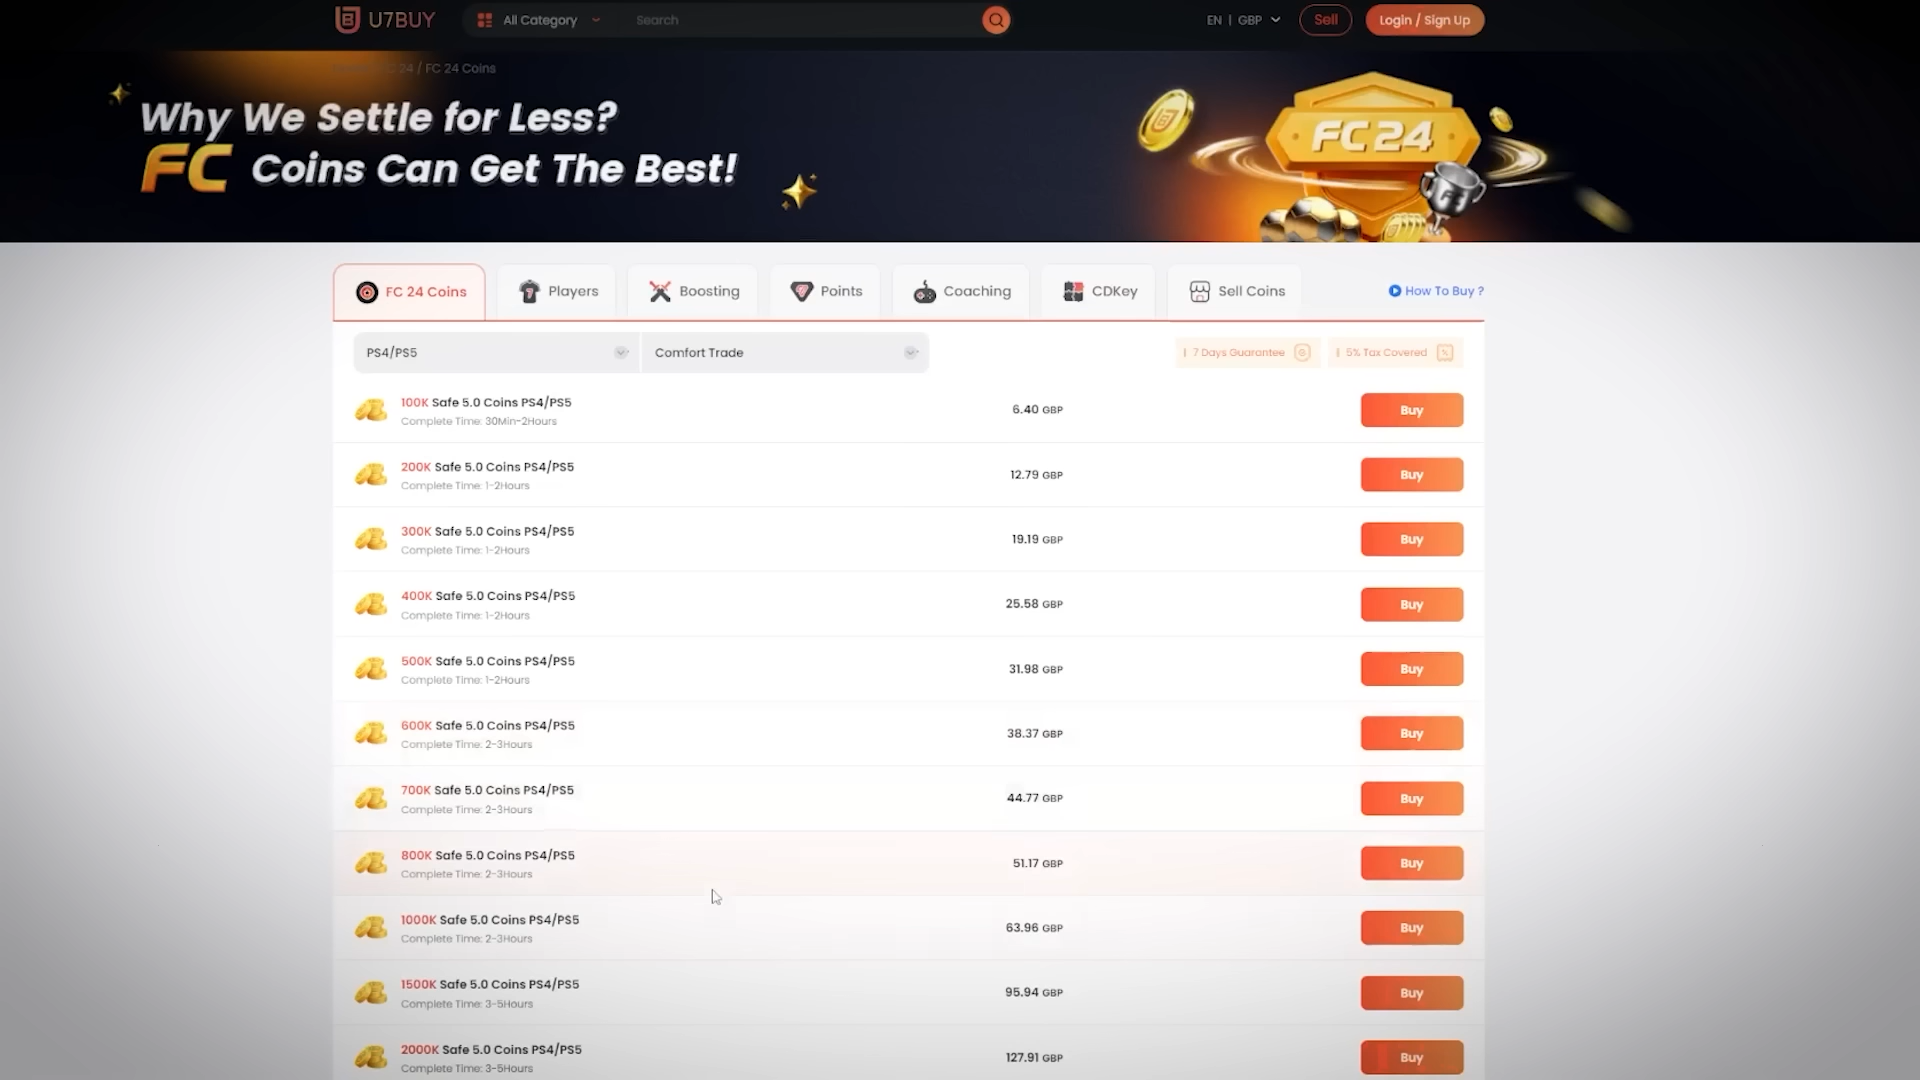 U7BUY
All Category
Search
EN | GBP
Sell
Login / Sign Up
24 / FC 24 Coins
Why We Settle for Less?
FC Coins Can Get The Best!
FC 24
FC 24 Coins
Players
Boosting
Points
Coaching
CDKey
Sell Coins
How To Buy ?
PS4/PS5
Comfort Trade
7 Days Guarantee
5% Tax Covered
100K Safe 5.0 Coins PS4/PS5
Complete Time: 30Min-2Hours
6.40 GBP
Buy
200K Safe 5.0 Coins PS4/PS5
Complete Time: 1-2Hours
12.79 GBP
Buy
300K Safe 5.0 Coins PS4/PS5
Complete Time: 1-2Hours
19.19 GBP
Buy
400K Safe 5.0 Coins PS4/PS5
Complete Time: 1-2Hours
25.58 GBP
Buy
500K Safe 5.0 Coins PS4/PS5
Complete Time: 1-2Hours
31.98 GBP
Buy
600K Safe 5.0 Coins PS4/PS5
Complete Time: 2-3Hours
38.37 GBP
Buy
700K Safe 5.0 Coins PS4/PS5
Complete Time: 2-3Hours
44.77 GBP
Buy
800K Safe 5.0 Coins PS4/PS5
Complete Time: 2-3Hours
51.17 GBP
Buy
1000K Safe 5.0 Coins PS4/PS5
Complete Time: 2-3Hours
63.96 GBP
Buy
1500K Safe 5.0 Coins PS4/PS5
Complete Time: 3-5Hours
95.94 GBP
Buy
2000K Safe 5.0 Coins PS4/PS5
Complete Time: 3-5Hours
127.91 GBP
Buy